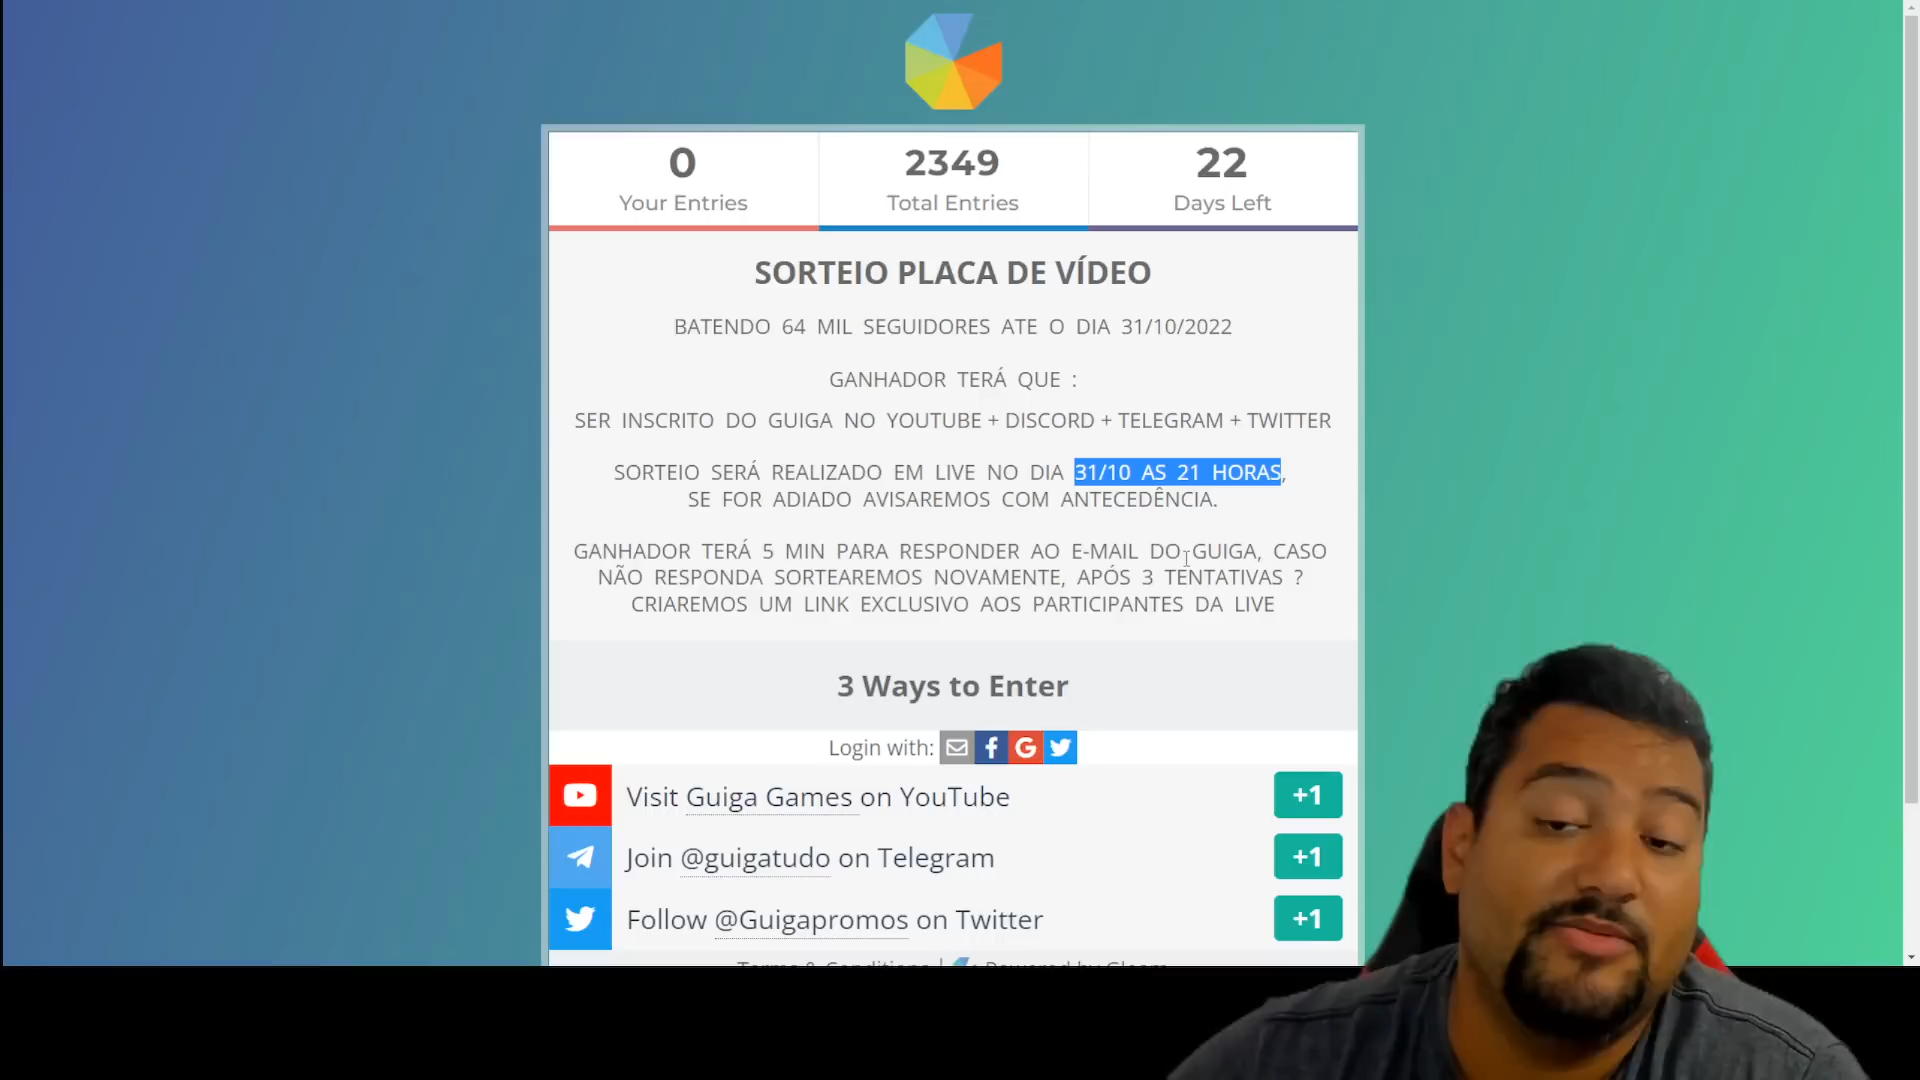 0
Your Entries
2349
Total Entries
22
Days Left
SORTEIO PLACA DE VÍDEO
BATENDO 64 MIL SEGUIDORES ATE O DIA 31/10/2022
GANHADOR TERÁ QUE :
SER INSCRITO DO GUIGA NO YOUTUBE + DISCORD + TELEGRAM + TWITTER
SORTEIO SERÁ REALIZADO EM LIVE NO DIA 31/10 AS 21 HORAS,
SE FOR ADIADO AVISAREMOS COM ANTECEDÊNCIA.
GANHADOR TERÁ 5 MIN PARA RESPONDER AO E-MAIL DO GUIGA, CASO
NÃO RESPONDA SORTEAREMOS NOVAMENTE, APÓS 3 TENTATIVAS ?
CRIAREMOS UM LINK EXCLUSIVO AOS PARTICIPANTES DA LIVE
3 Ways to Enter
Login with:
Visit Guiga Games on YouTube +1
Join @guigatudo on Telegram +1
Follow @Guigapromos on Twitter +1
Terms & Conditions | Powered by Gleam